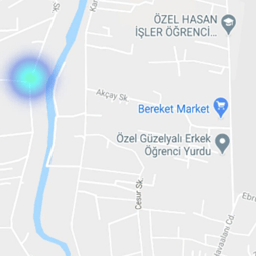 ÖZEL HASAN
İŞLER ÖĞRENCİ...
Akçay Sk.
Bereket Market
Özel Güzelyalı Erkek
Öğrenci Yurdu
Cesur Sk.